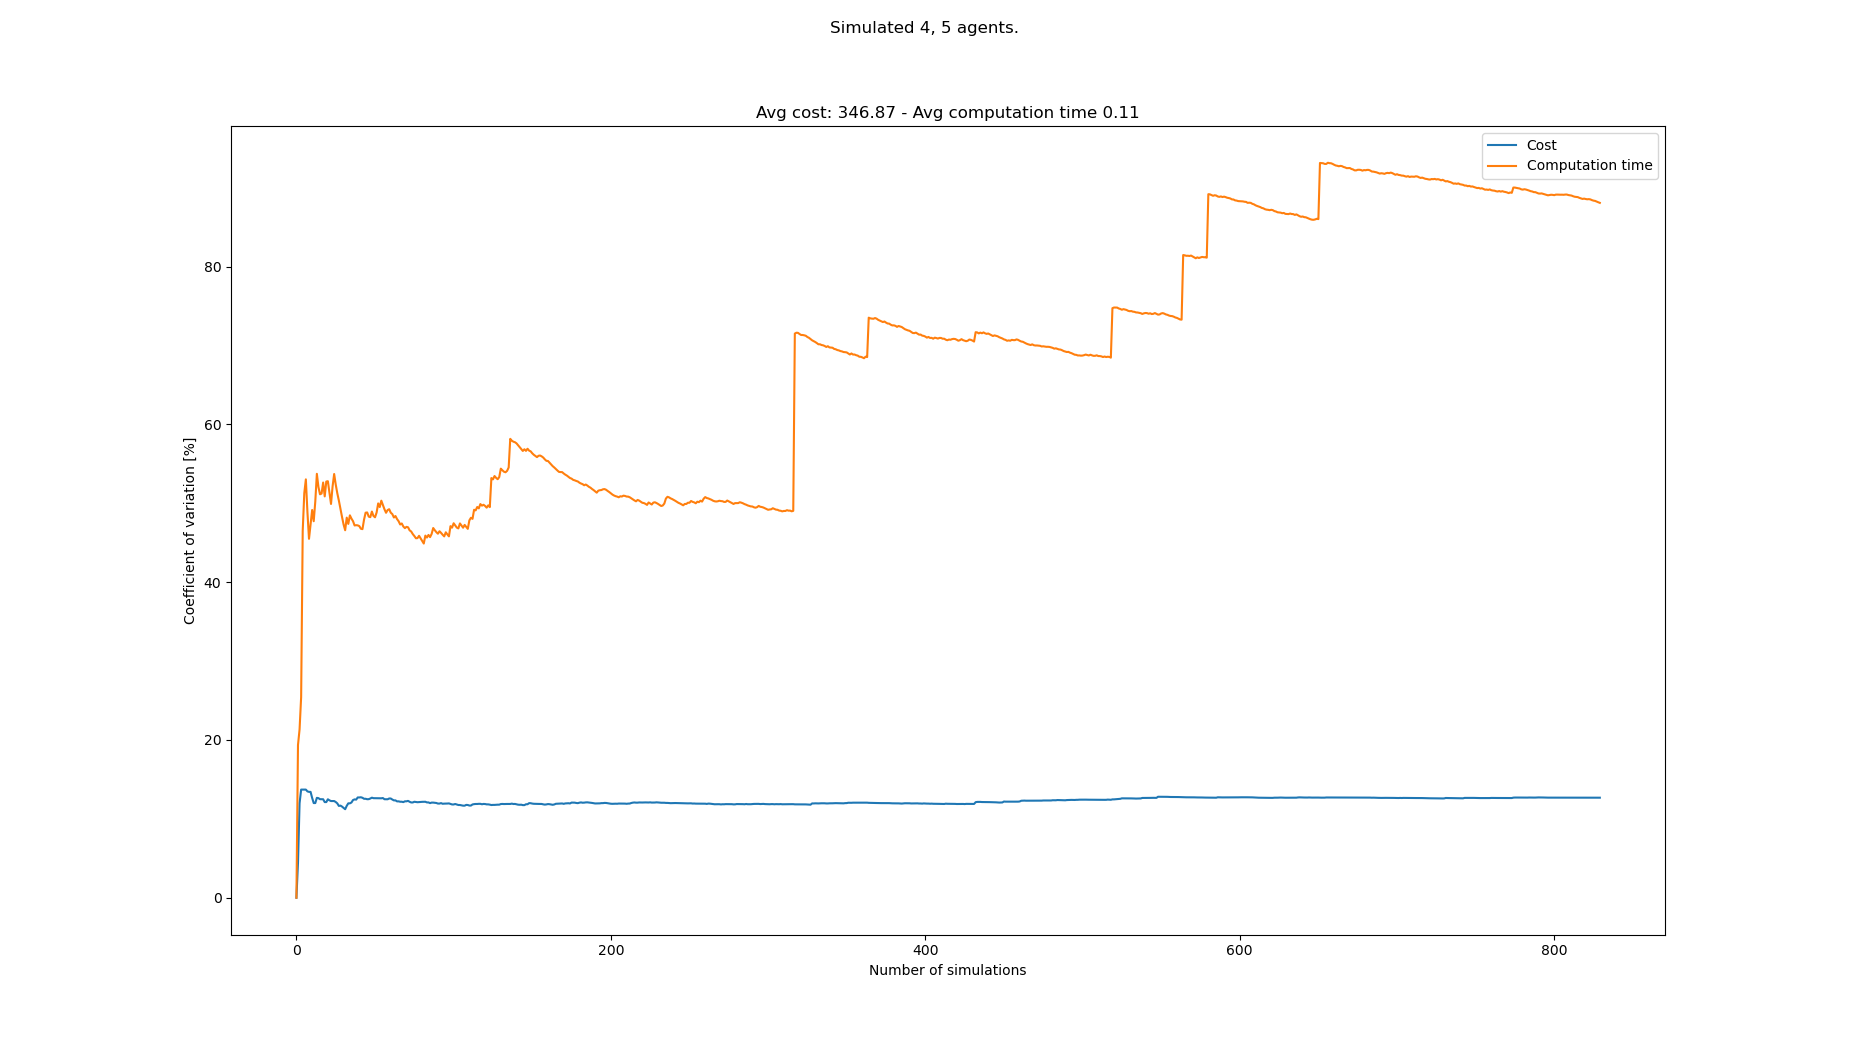 Simulated 4, 5 agents.
Avg cost: 346.87 - Avg computation time 0.11
Cost
Computation time
Coefficient of variation [%]
80
60
40
20
0
0 200 400 600 800
Number of simulations